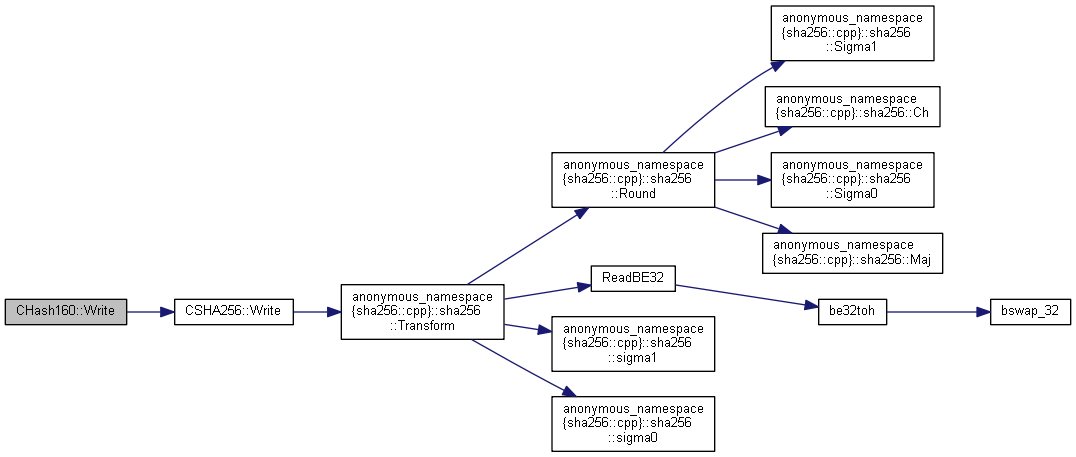 anonymous_namespace
{sha256::cpp}::sha256
::Sigma1
anonymous_namespace
{sha256::cpp}::sha256::Ch
anonymous_namespace
{sha256::cpp}::sha256
::Round
anonymous_namespace
{sha256::cpp}::sha256
::Sigma0
anonymous_namespace
{sha256::cpp}::sha256::Maj
ReadBE32
CHash160::Write
CSHA256::Write
anonymous_namespace
{sha256::cpp}::sha256
::Transform
be32toh
bswap_32
anonymous_namespace
{sha256::cpp}::sha256
::sigma1
anonymous_namespace
{sha256::cpp}::sha256
::sigma0